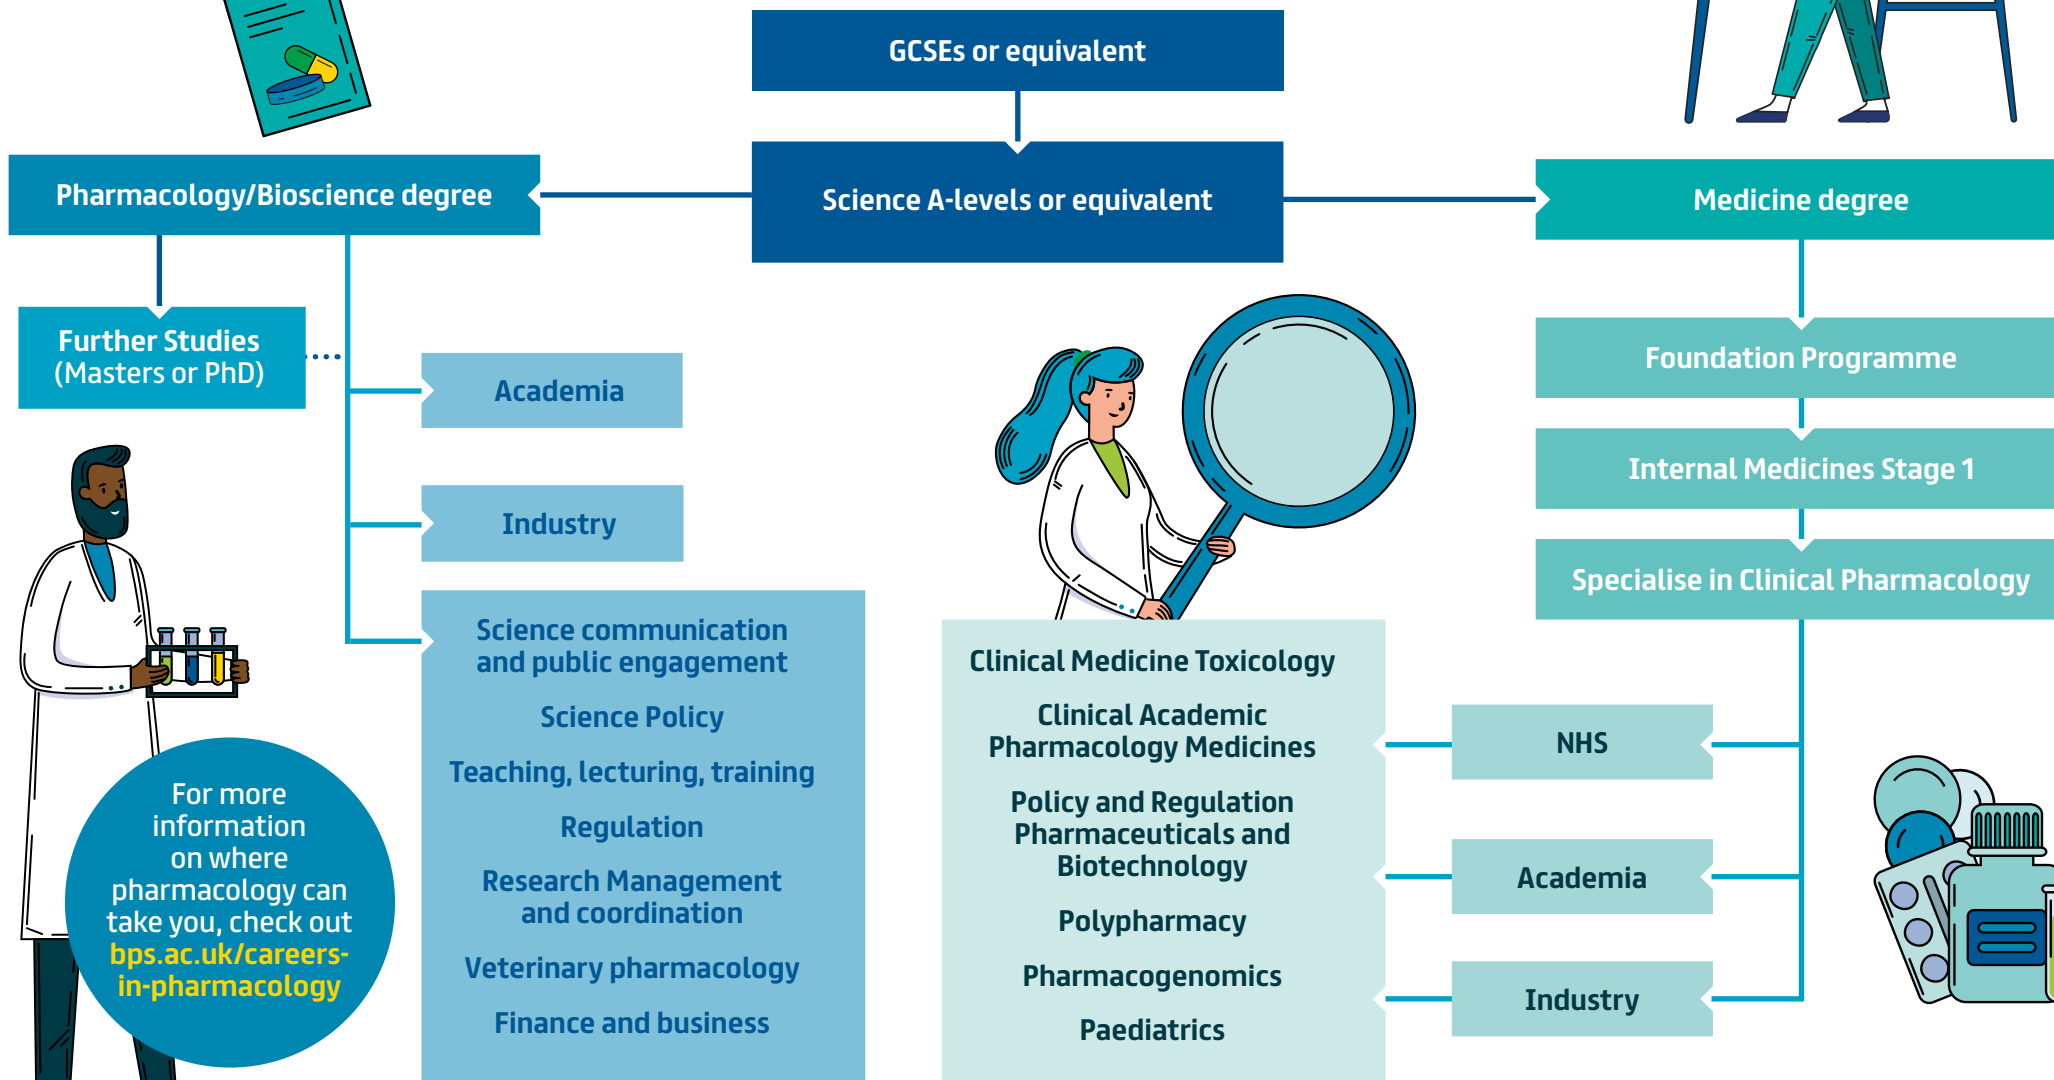 GCSEs or equivalent
Science A-levels or equivalent
Pharmacology/Bioscience degree
Further Studies
(Masters or PhD)
Academia
Industry
Science communication
and public engagement
Science Policy
Teaching, lecturing, training
Regulation
Research Management
and coordination
Veterinary pharmacology
Finance and business
For more
information
on where
pharmacology can
take you, check out
bps.ac.uk/careers-
in-pharmacology
Medicine degree
Foundation Programme
Internal Medicines Stage 1
Specialise in Clinical Pharmacology
NHS
Academia
Industry
Clinical Medicine Toxicology
Clinical Academic
Pharmacology Medicines
Policy and Regulation
Pharmaceuticals and
Biotechnology
Polypharmacy
Pharmacogenomics
Paediatrics